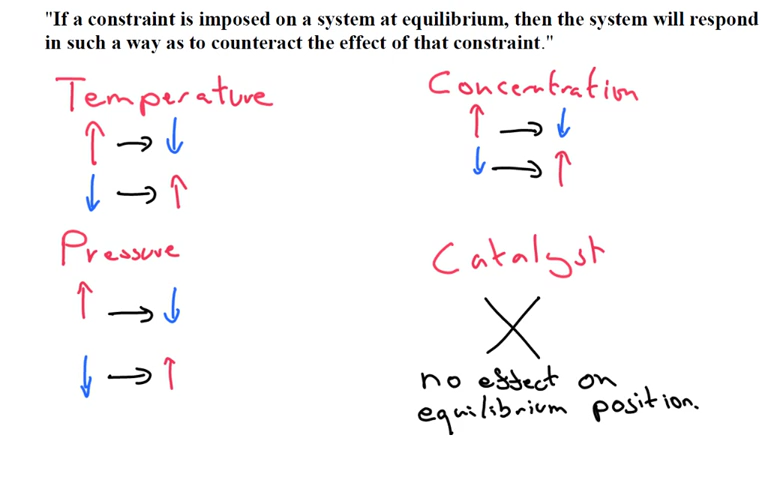 "If a constraint is imposed on a system at equilibrium, then the system will respond
in such a way as to counteract the effect of that constraint."
Temperature
↑ → ↓
↓ → ↑
Pressure
↑ → ↓
↓ → ↑
Concentration
↑ → ↓
↓ → ↑
Catalyst
X
no effect on
equilibrium position.